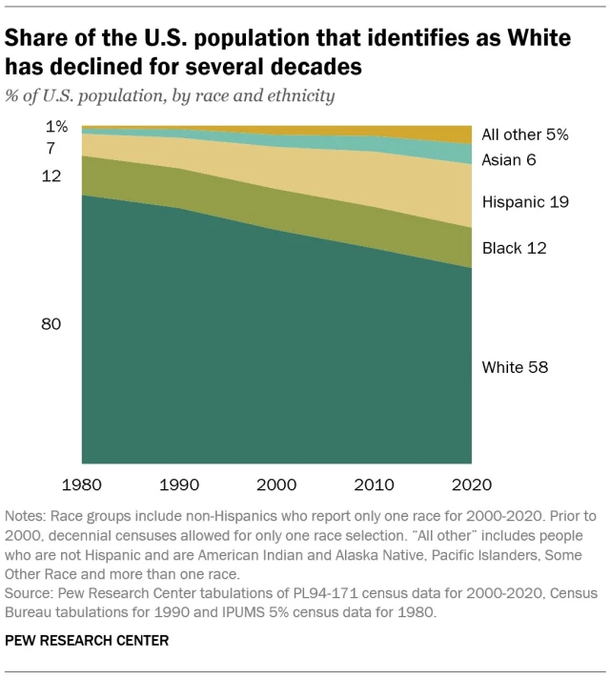 Share of the U.S. population that identifies as White
has declined for several decades
% of U.S. population, by race and ethnicity
1%
7
12
80
All other 5%
Asian 6
Hispanic 19
Black 12
White 58
1980 1990 2000 2010 2020
Notes: Race groups include non-Hispanics who report only one race for 2000-2020. Prior to
2000, decennial censuses allowed for only one race selection. “All other” includes people
who are not Hispanic and are American Indian and Alaska Native, Pacific Islanders, Some
Other Race and more than one race.
Source: Pew Research Center tabulations of PL94-171 census data for 2000-2020, Census
Bureau tabulations for 1990 and IPUMS 5% census data for 1980.
PEW RESEARCH CENTER